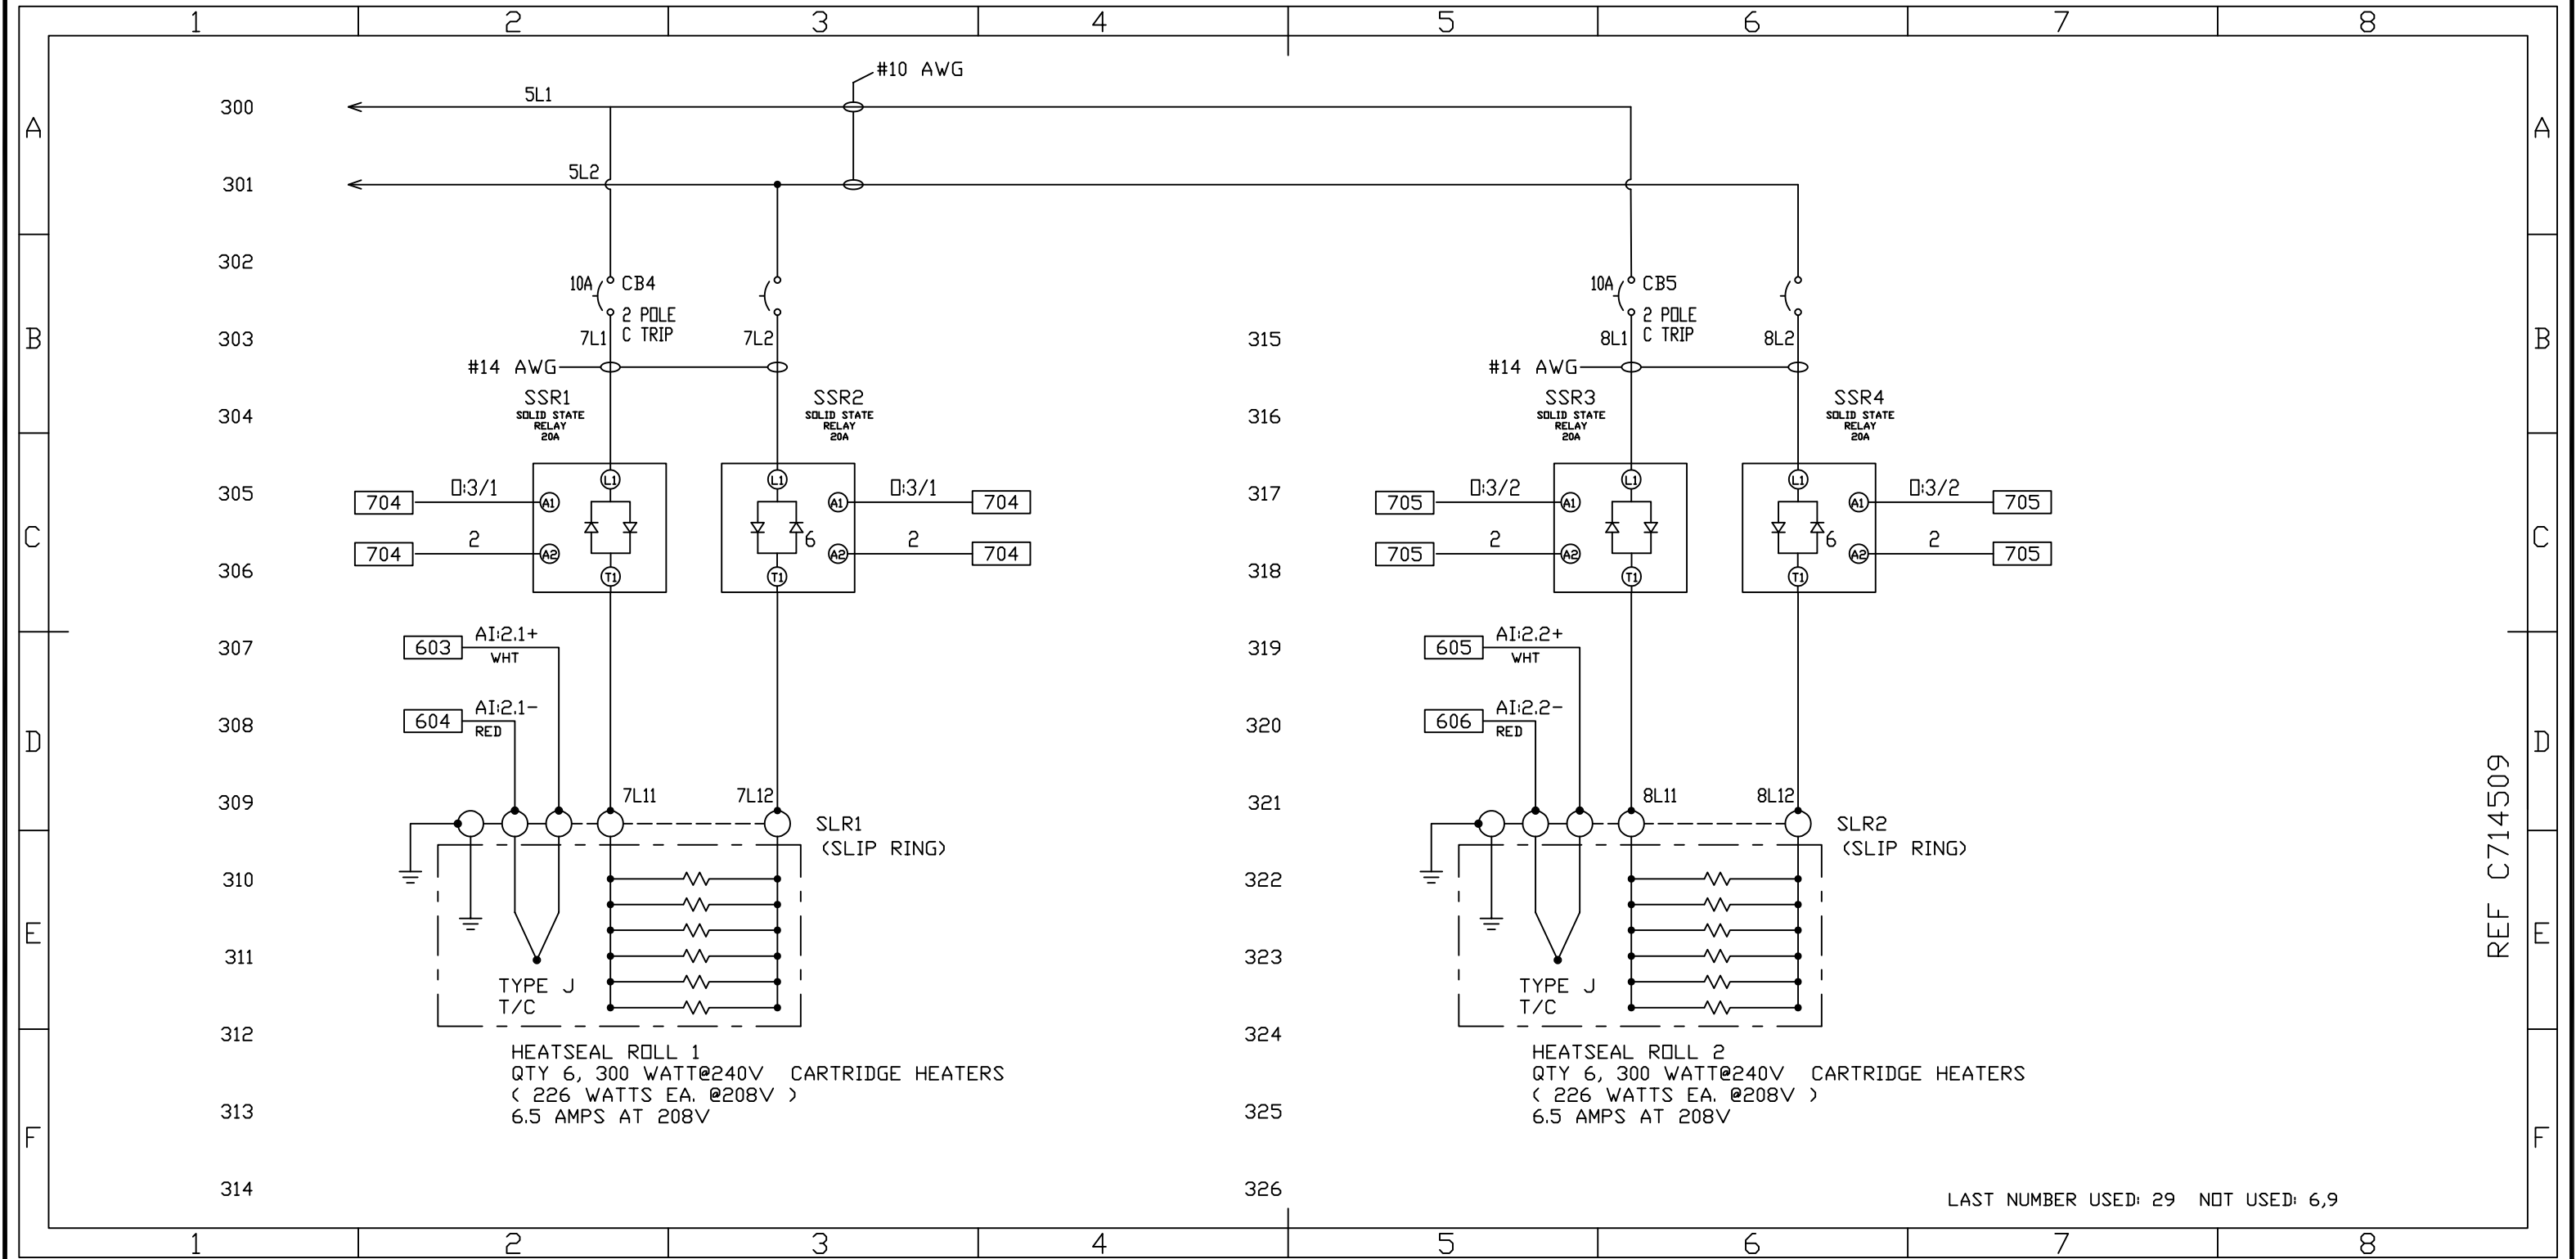 1 2 3 4 5 6 7 8
A A
B B
C C
D D
E E
F F
#10 AWG
300 5L1
301 5L2
302
10A CB4
2 POLE
C TRIP
303 7L1 7L2
#14 AWG
304
SSR1
SOLID STATE
RELAY
20A
SSR2
SOLID STATE
RELAY
20A
305
704 O:3/1 A1 L1
L1 A1 O:3/1 704
704 2 A2 T1
6 T1 A2 2 704
306
307
603 AI:2.1+
WHT
308
604 AI:2.1-
RED
309
7L11 7L12
SLR1
(SLIP RING)
310
311
TYPE J
T/C
312
HEATSEAL ROLL 1
QTY 6, 300 WATT@240V CARTRIDGE HEATERS
( 226 WATTS EA. @208V )
313
6.5 AMPS AT 208V
314
10A CB5
2 POLE
C TRIP
315 8L1 8L2
#14 AWG
316
SSR3
SOLID STATE
RELAY
20A
SSR4
SOLID STATE
RELAY
20A
317
705 O:3/2 A1 L1
L1 A1 O:3/2 705
705 2 A2 T1
6 T1 A2 2 705
318
319
605 AI:2.2+
WHT
320
606 AI:2.2-
RED
321
8L11 8L12
SLR2
(SLIP RING)
322
323
TYPE J
T/C
324
HEATSEAL ROLL 2
QTY 6, 300 WATT@240V CARTRIDGE HEATERS
( 226 WATTS EA. @208V )
325
6.5 AMPS AT 208V
326
LAST NUMBER USED: 29 NOT USED: 6,9
REF C714509
1 2 3 4 5 6 7 8